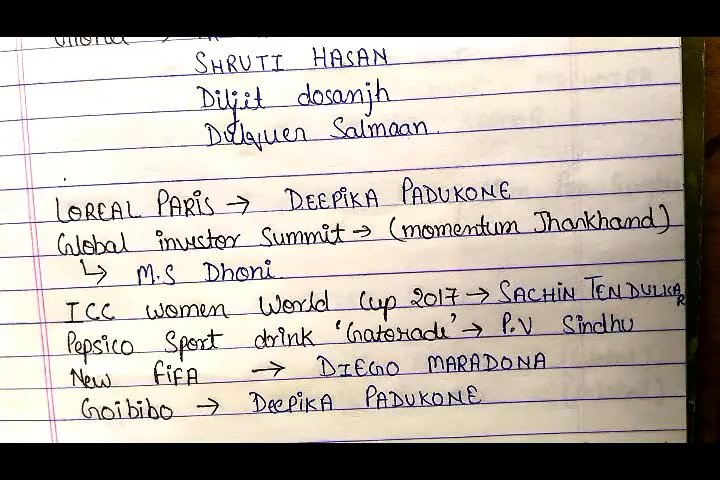 SHRUTI HASAN
Diljit dosanjh
Dulquer Salmaan.
LOREAL PARIS → DEEPIKA PADUKONE
Global invester Summit → (momentum Jharkhand)
↳ M.S Dhoni.
ICC women World Cup 2017 → SACHIN TENDULKAR
Pepsico Sport drink 'Gatorade' → P.V Sindhu
New FiFA → DIEGO MARADONA
Goibibo → DEEPIKA PADUKONE